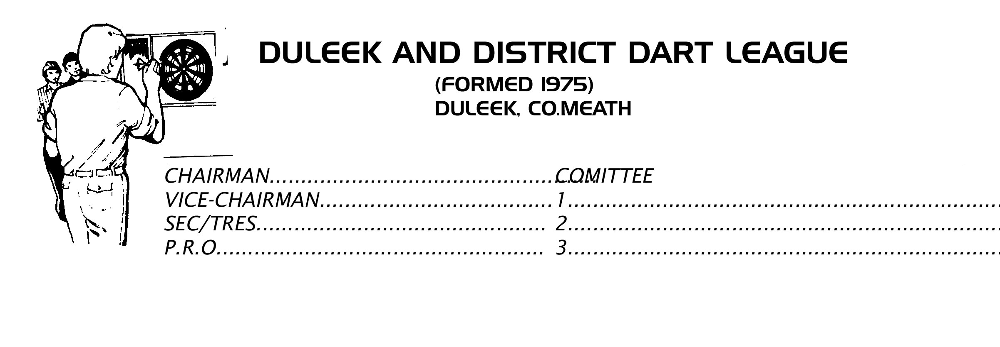 DULEEK AND DISTRICT DART LEAGUE
(FORMED 1975)
DULEEK, CO.MEATH
CHAIRMAN.................................................... COMITTEE
VICE-CHAIRMAN..................................... 1......................................................................
SEC/TRES.............................................. 2......................................................................
P.R.O.................................................... 3......................................................................